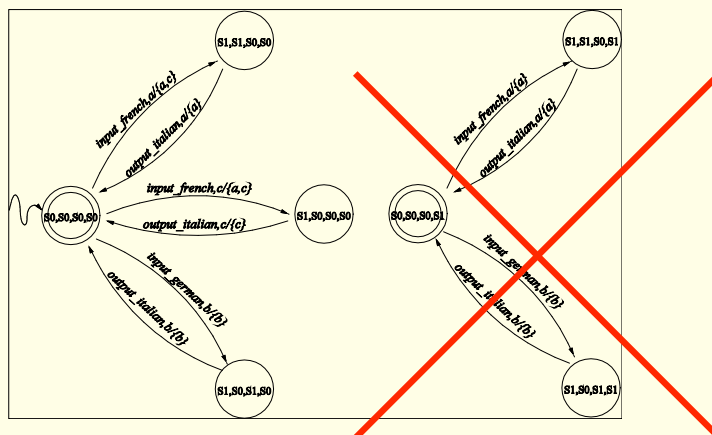 S1,S1,S0,S0
input_french,a/{a,c}
output_italian,a/{a}
S0,S0,S0,S0
input_french,c/{a,c}
output_italian,c/{c}
S1,S0,S0,S0
input_german,b/{b}
output_italian,b/{b}
S1,S0,S1,S0
S1,S1,S0,S1
input_french,a/{a}
output_italian,a/{a}
S0,S0,S0,S1
input_german,b/{b}
output_italian,b/{b}
S1,S0,S1,S1